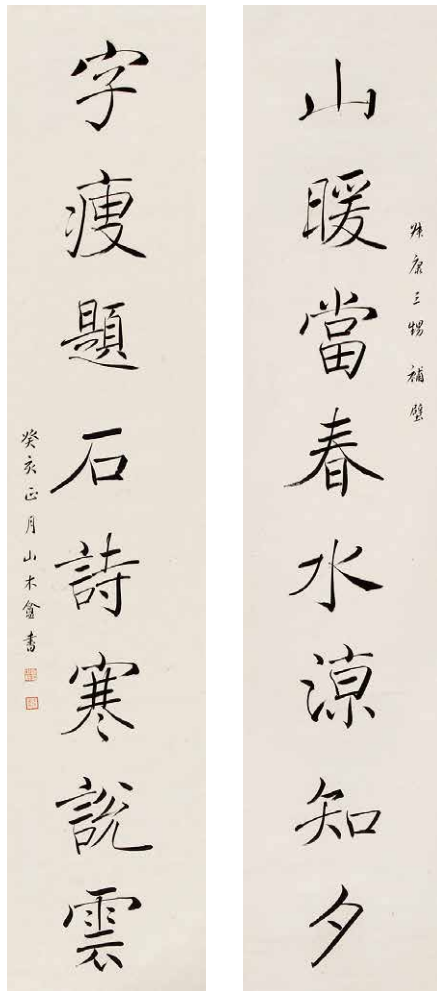 康三甥補壁
山暖當春水涼知夕
字瘦題石詩寒說雲
癸亥正月山木盦書